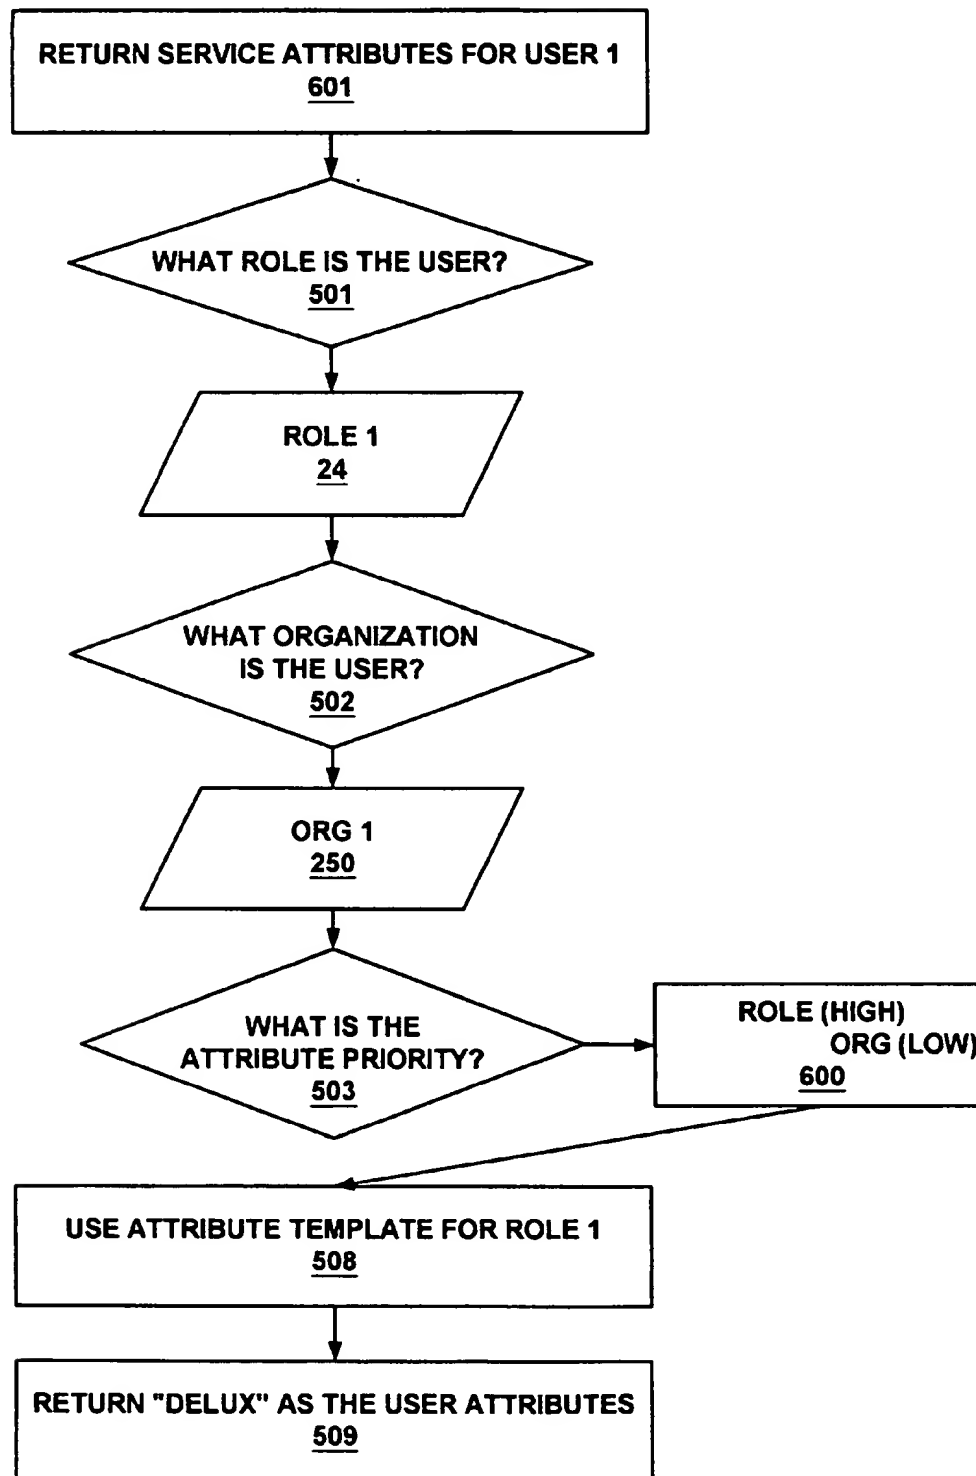 RETURN SERVICE ATTRIBUTES FOR USER 1
601
WHAT ROLE IS THE USER?
501
ROLE 1
24
WHAT ORGANIZATION
IS THE USER?
502
ORG 1
250
WHAT IS THE
ATTRIBUTE PRIORITY?
503
ROLE (HIGH)
ORG (LOW)
600
USE ATTRIBUTE TEMPLATE FOR ROLE 1
508
RETURN "DELUX" AS THE USER ATTRIBUTES
509